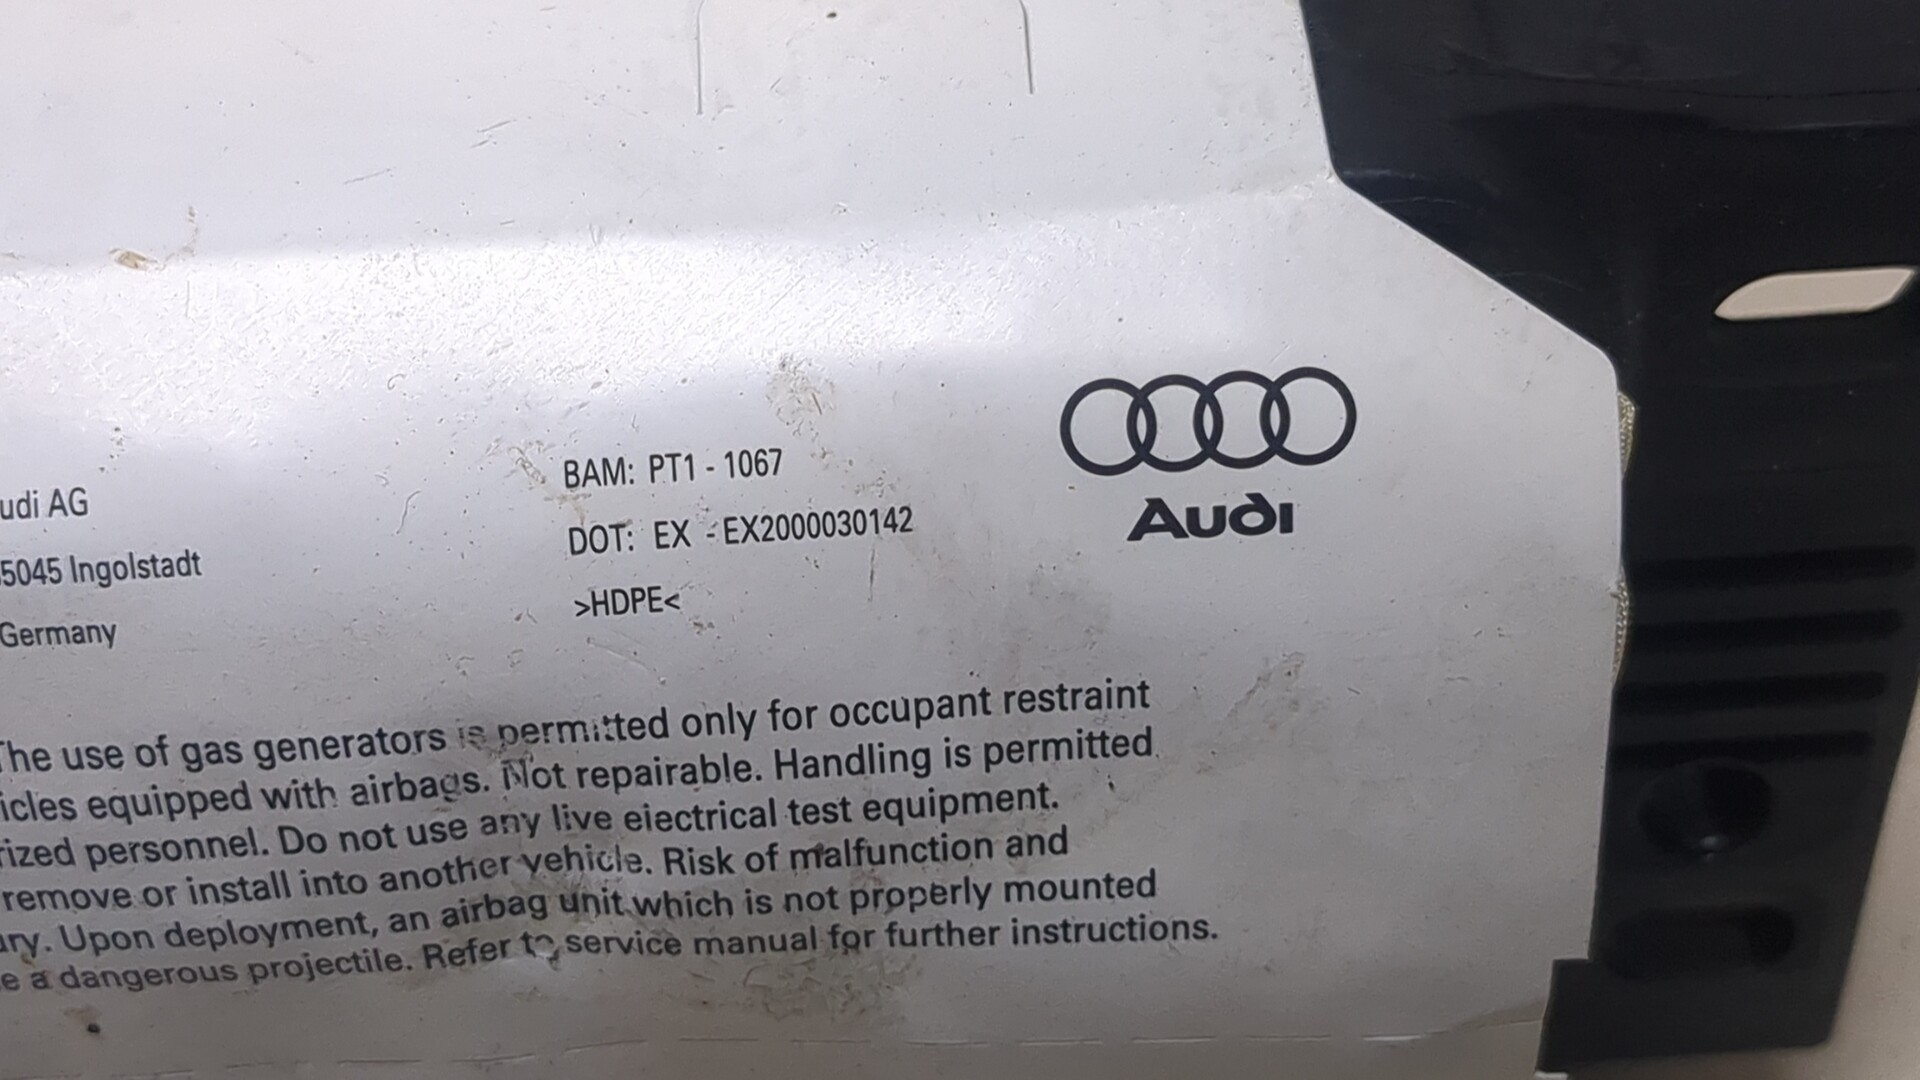 udi AG
5045 Ingolstadt
Germany
BAM: PT1 - 1067
DOT: EX - EX2000030142
>HDPE<
Audi
The use of gas generators is permitted only for occupant restraint
icles equipped with airbags. Not repairable. Handling is permitted
rized personnel. Do not use any live electrical test equipment.
remove or install into another vehicle. Risk of malfunction and
ury. Upon deployment, an airbag unit which is not properly mounted
e a dangerous projectile. Refer to service manual for further instructions.